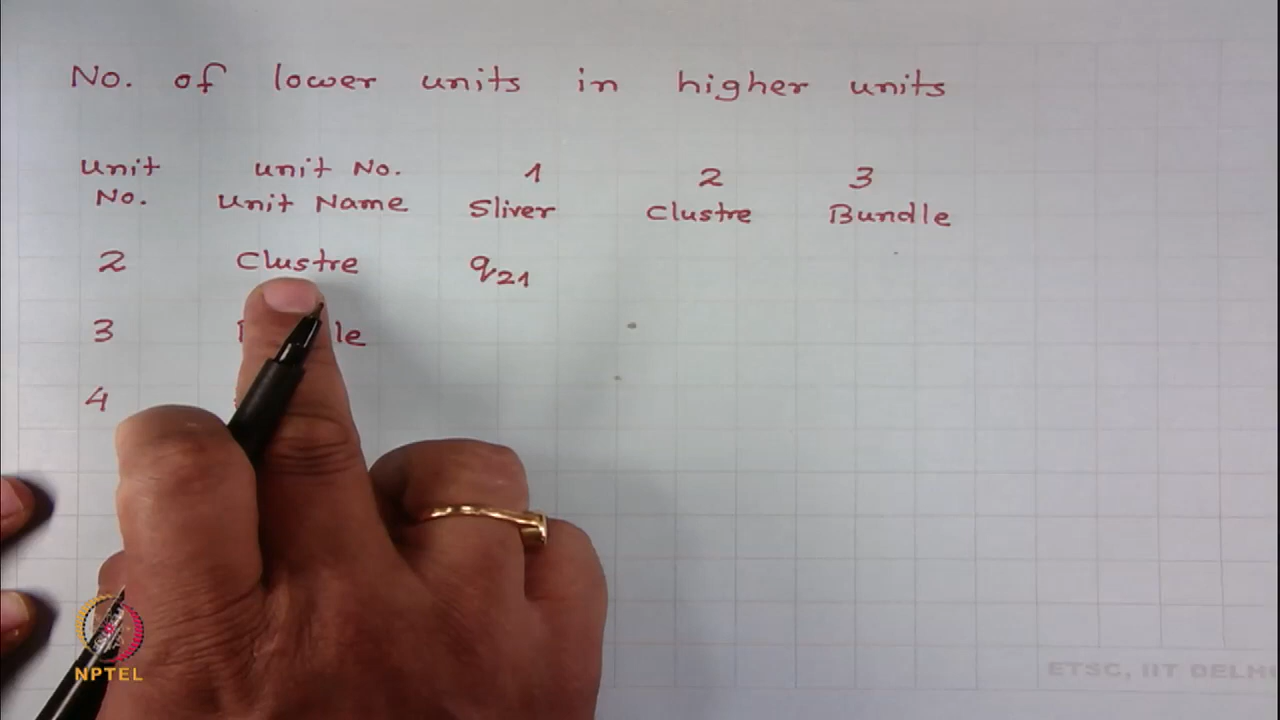 No. of lower units in higher units
Unit No. Unit No. 1 2 3
Unit Name Sliver Clustre Bundle
2 Clustre q21
3 le
4
NPTEL
ETSC, IIT DELH